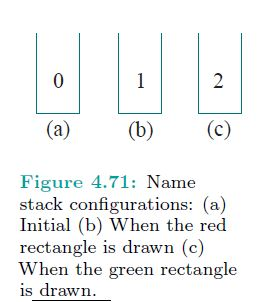 0 1 2
(a) (b) (c)
Figure 4.71: Name
stack configurations: (a)
Initial (b) When the red
rectangle is drawn (c)
When the green rectangle
is drawn.